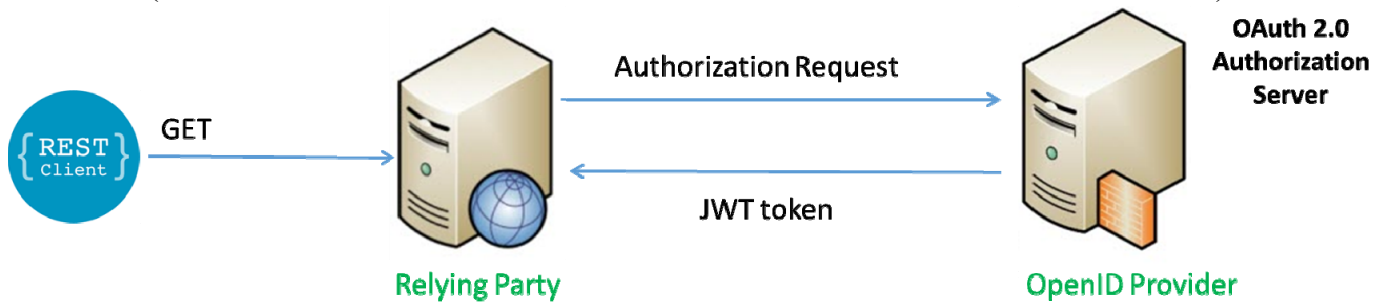 OAuth 2.0
Authorization
Server
Authorization Request
GET
{ REST
Client }
JWT token
Relying Party
OpenID Provider